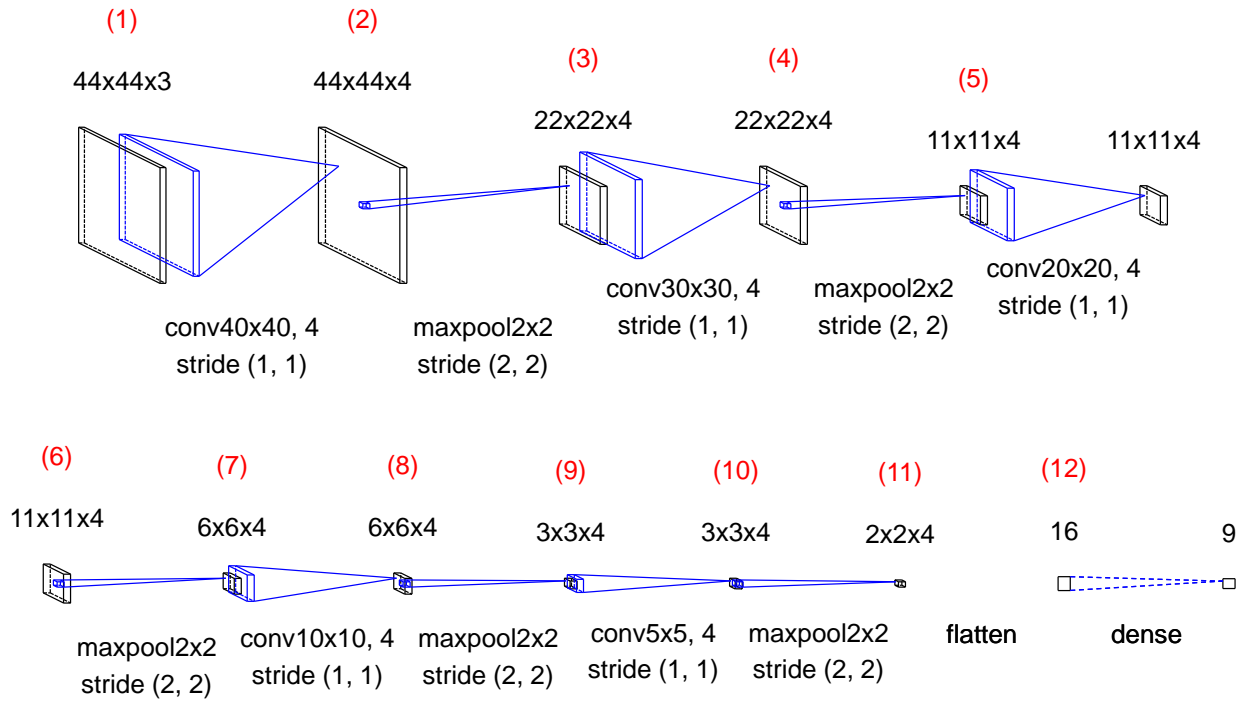 (1)
(2)
(3)
(4)
(5)
44x44x3
44x44x4
22x22x4
22x22x4
11x11x4
11x11x4
conv40x40, 4
stride (1, 1)
maxpool2x2
stride (2, 2)
conv30x30, 4
stride (1, 1)
maxpool2x2
stride (2, 2)
conv20x20, 4
stride (1, 1)
(6)
(7)
(8)
(9)
(10)
(11)
(12)
11x11x4
6x6x4
6x6x4
3x3x4
3x3x4
2x2x4
16
9
maxpool2x2
stride (2, 2)
conv10x10, 4
stride (1, 1)
maxpool2x2
stride (2, 2)
conv5x5, 4
stride (1, 1)
maxpool2x2
stride (2, 2)
flatten
dense